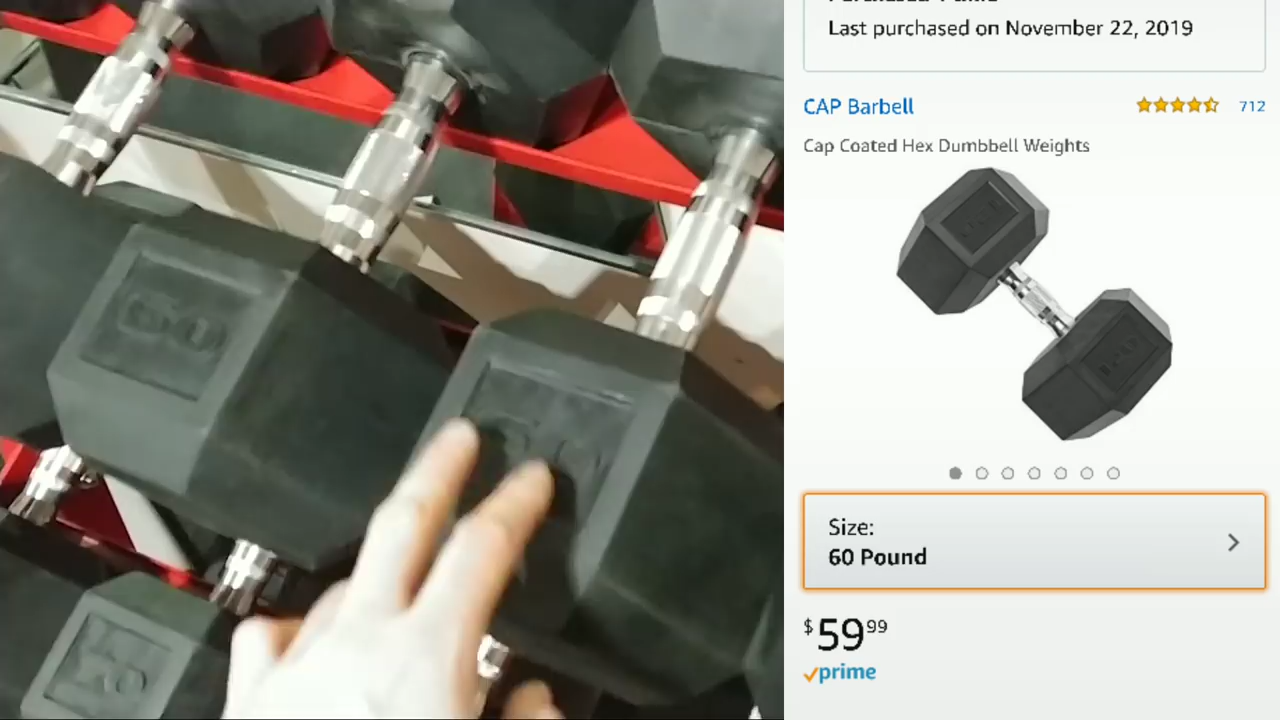 60
Last purchased on November 22, 2019
CAP Barbell
712
Cap Coated Hex Dumbbell Weights
Size:
60 Pound
$59 99
prime